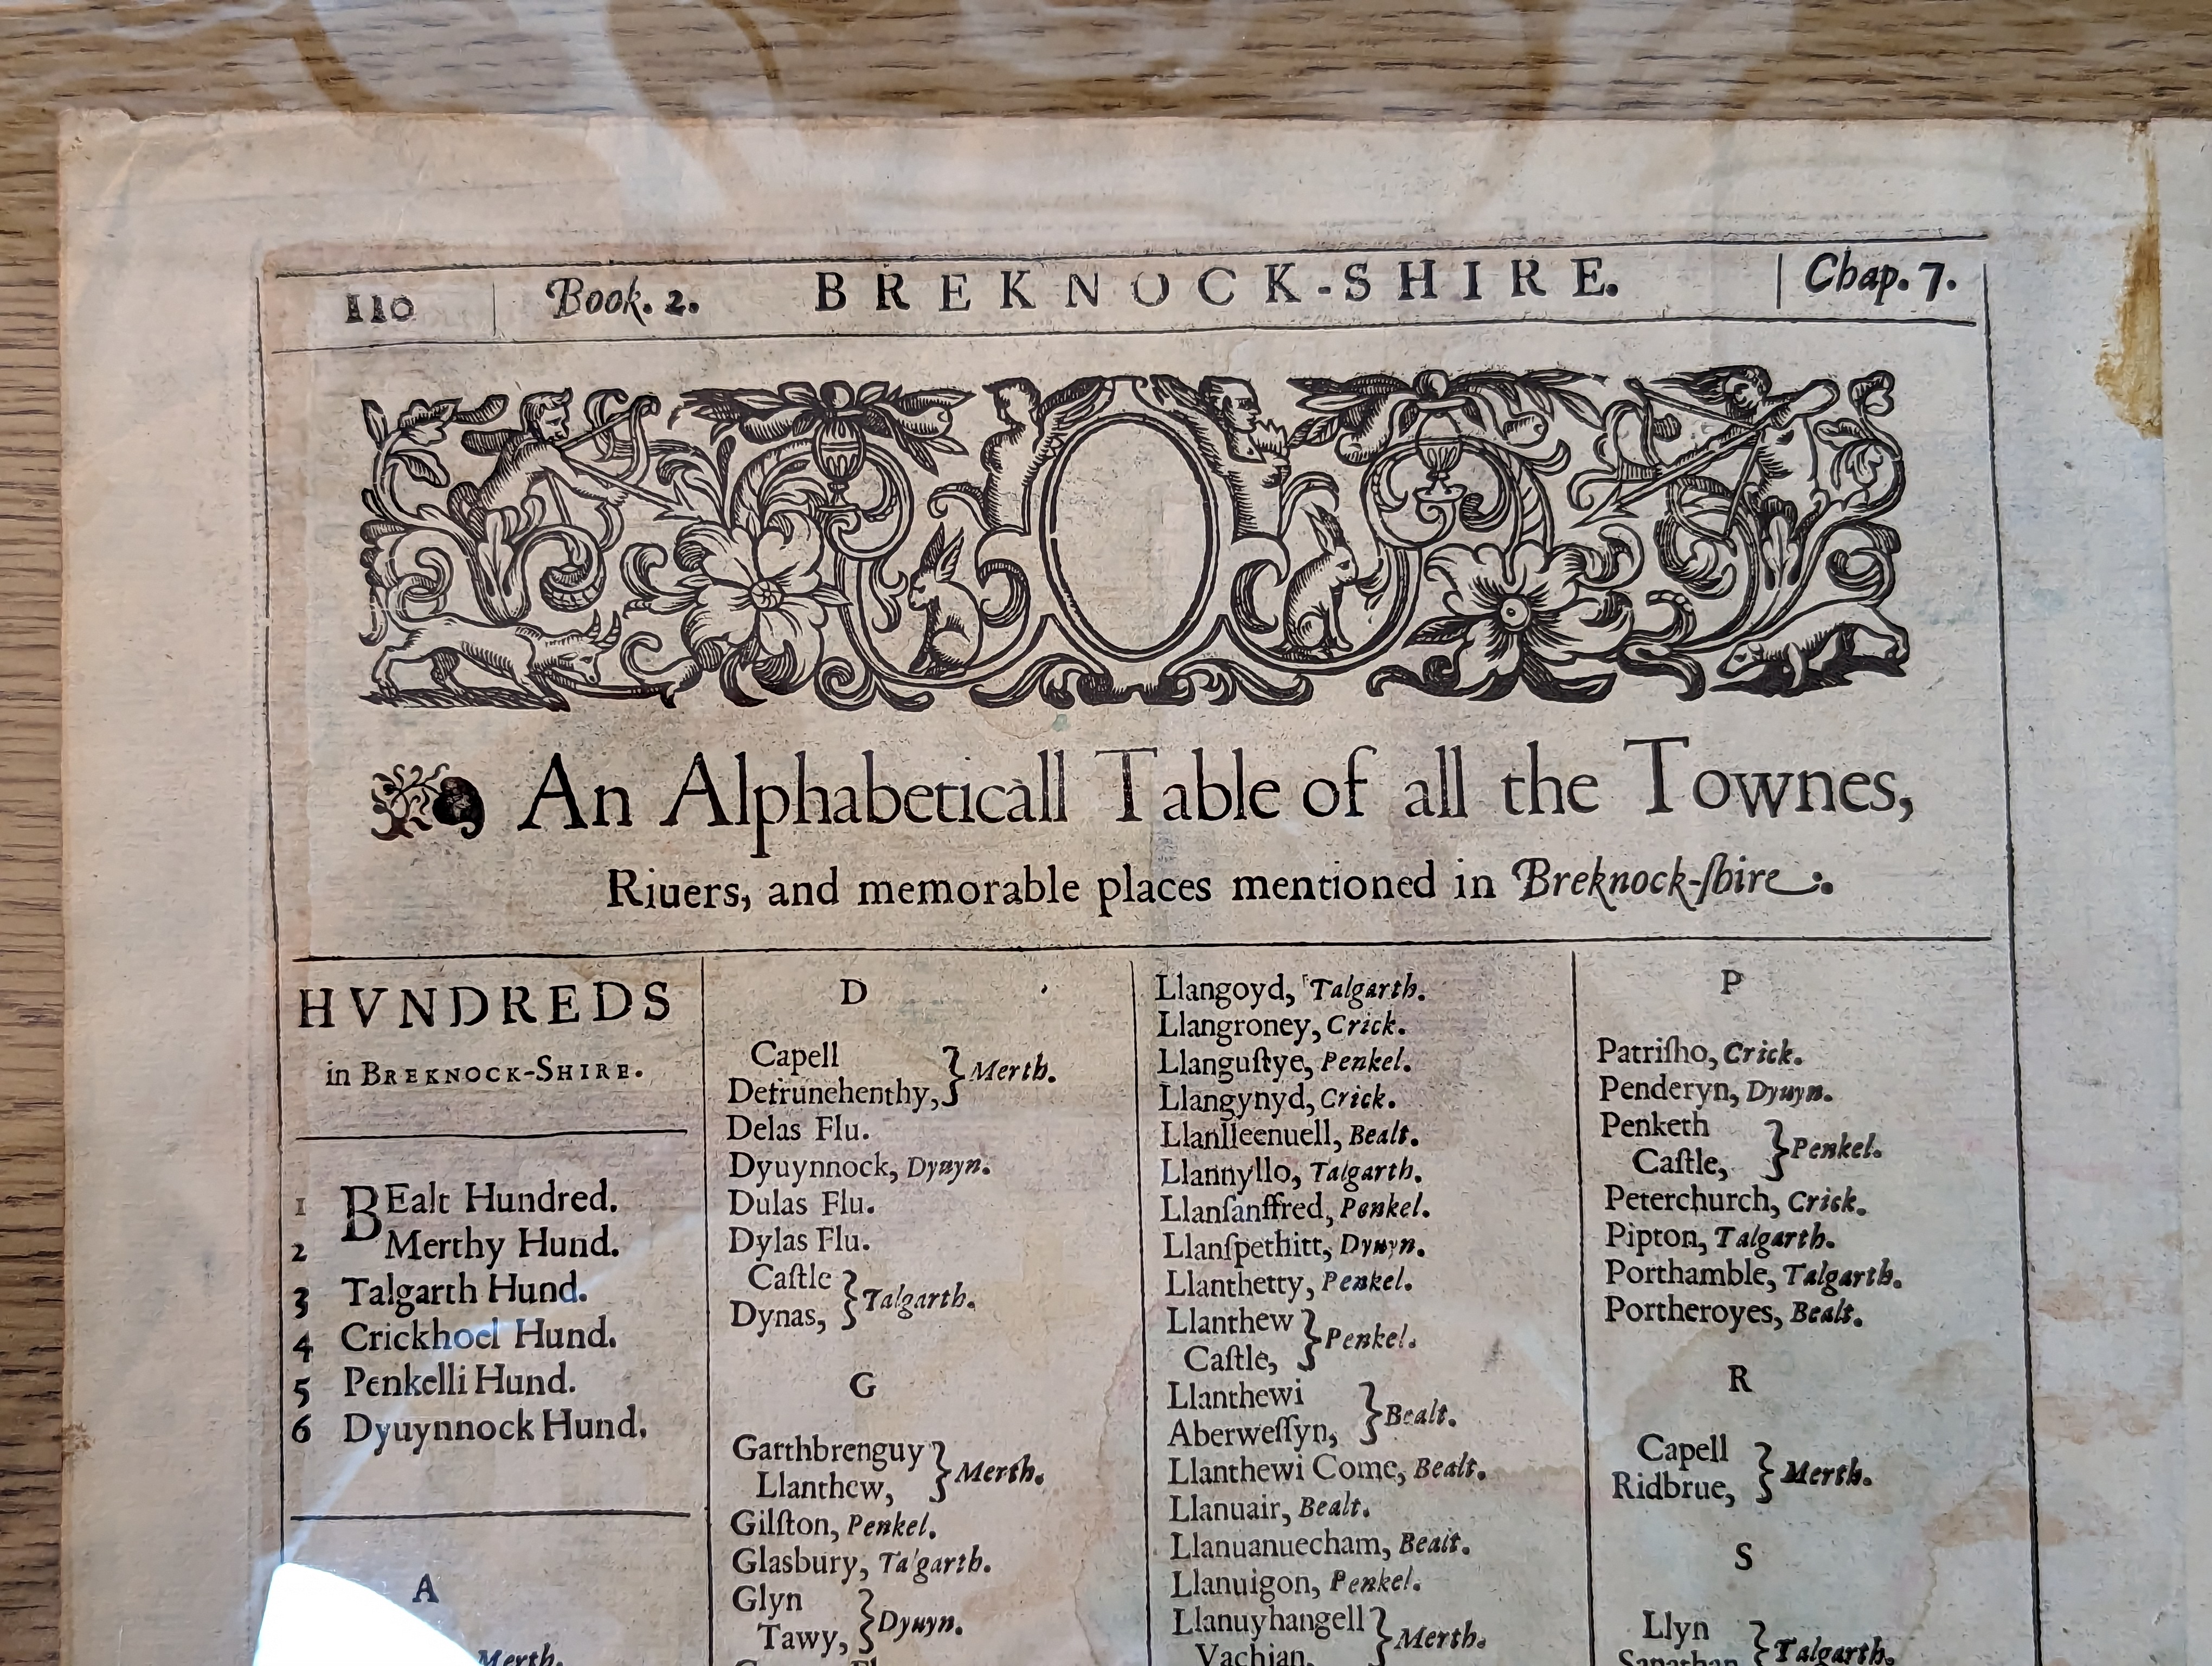 110 Book. 2. BREKNOCK-SHIRE. Chap. 7.
An Alphabeticall Table of all the Townes,
Riuers, and memorable places mentioned in Breknock-ſhire.
HVNDREDS
in BREKNOCK-SHIRE.
1 BEalt Hundred.
2 Merthy Hund.
3 Talgarth Hund.
4 Crickhoel Hund.
5 Penkelli Hund.
6 Dyuynnock Hund.
A
Merth.
D
Capell
Detrunehenthy, } Merth.
Delas Flu.
Dyuynnock, Dyuyn.
Dulas Flu.
Dylas Flu.
Caſtle
Dynas, } Talgarth.
G
Garthbrenguy
Llanthew, } Merth.
Gilſton, Penkel.
Glasbury, Talgarth.
Glyn
Tawy, } Dyuyn.
Llangoyd, Talgarth.
Llangroney, Crick.
Llanguſtye, Penkel.
Llangynyd, Crick.
Llanlleenuell, Bealt.
Llannyllo, Talgarth.
Llanſanffred, Penkel.
Llanſpethitt, Dyuyn.
Llanthetty, Penkel.
Llanthew
Caſtle, } Penkel.
Llanthewi
Aberweſſyn, } Bealt.
Llanthewi Come, Bealt.
Llanuair, Bealt.
Llanuanuecham, Bealt.
Llanuigon, Penkel.
Llanuyhangell
Vachian, } Merth.
P
Patriſho, Crick.
Penderyn, Dyuyn.
Penketh
Caſtle, } Penkel.
Peterchurch, Crick.
Pipton, Talgarth.
Porthamble, Talgarth.
Portheroyes, Bealt.
R
Capell
Ridbrue, } Merth.
S
Llyn
} Talgarth.